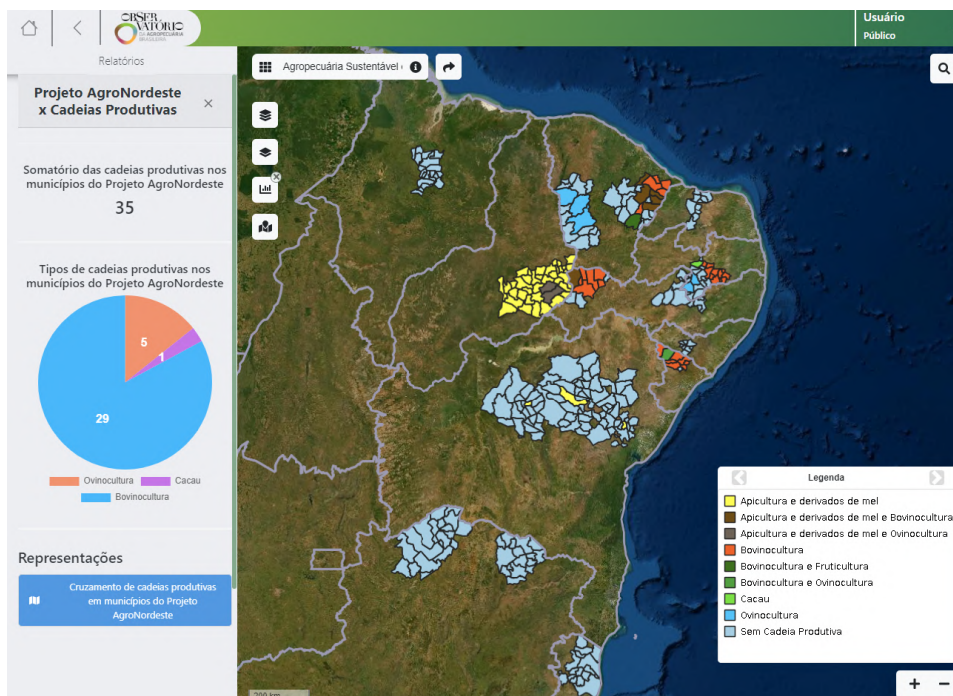 OBSER
VATÓRIO
DA AGROPECUÁRIA
BRASILEIRA
Usuário
Público
Relatórios
Projeto AgroNordeste
x Cadeias Produtivas
×
Somatório das cadeias produtivas nos
municípios do Projeto AgroNordeste
35
Tipos de cadeias produtivas nos
municípios do Projeto AgroNordeste
5
1
29
Ovinocultura
Cacau
Bovinocultura
Representações
Cruzamento de cadeias produtivas
em municípios do Projeto
AgroNordeste
Agropecuária Sustentável
Legenda
Apicultura e derivados de mel
Apicultura e derivados de mel e Bovinocultura
Apicultura e derivados de mel e Ovinocultura
Bovinocultura
Bovinocultura e Fruticultura
Bovinocultura e Ovinocultura
Cacau
Ovinocultura
Sem Cadeia Produtiva
200 km
+ −